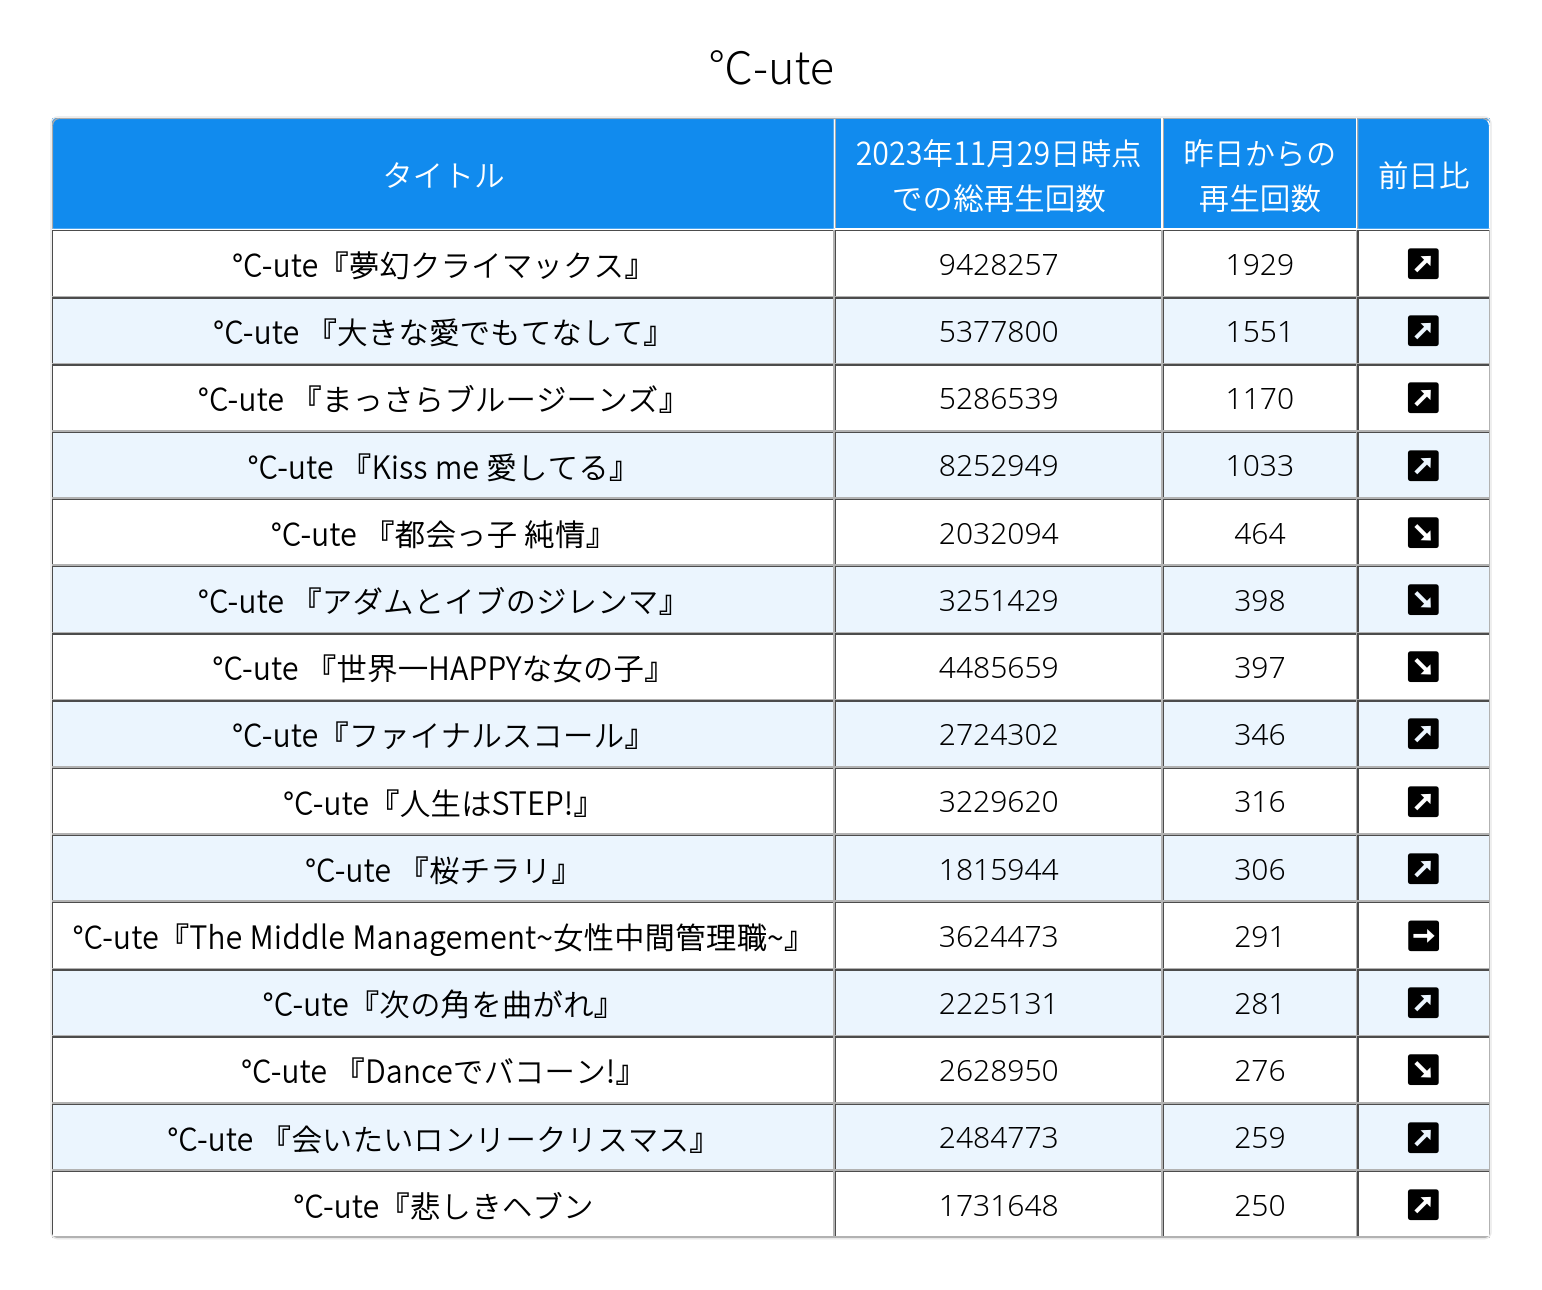 °C-ute
タイトル
2023年11月29日時点
での総再生回数
昨日からの
再生回数
前日比
°C-ute『夢幻クライマックス』 9428257 1929
°C-ute 『大きな愛でもてなして』 5377800 1551
°C-ute 『まっさらブルージーンズ』 5286539 1170
°C-ute 『Kiss me 愛してる』 8252949 1033
°C-ute 『都会っ子 純情』 2032094 464
°C-ute 『アダムとイブのジレンマ』 3251429 398
°C-ute 『世界一HAPPYな女の子』 4485659 397
°C-ute『ファイナルスコール』 2724302 346
°C-ute『人生はSTEP!』 3229620 316
°C-ute 『桜チラリ』 1815944 306
°C-ute『The Middle Management~女性中間管理職~』 3624473 291
°C-ute『次の角を曲がれ』 2225131 281
°C-ute 『Danceでバコーン!』 2628950 276
°C-ute 『会いたいロンリークリスマス』 2484773 259
°C-ute『悲しきヘブン 1731648 250